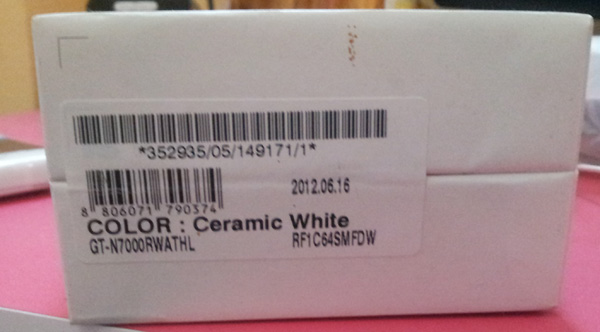 *352935/05/149171/1*
2012.06.16
8 806071 790374
COLOR : Ceramic White
GT-N7000RWATHL RF1C64SMFDW